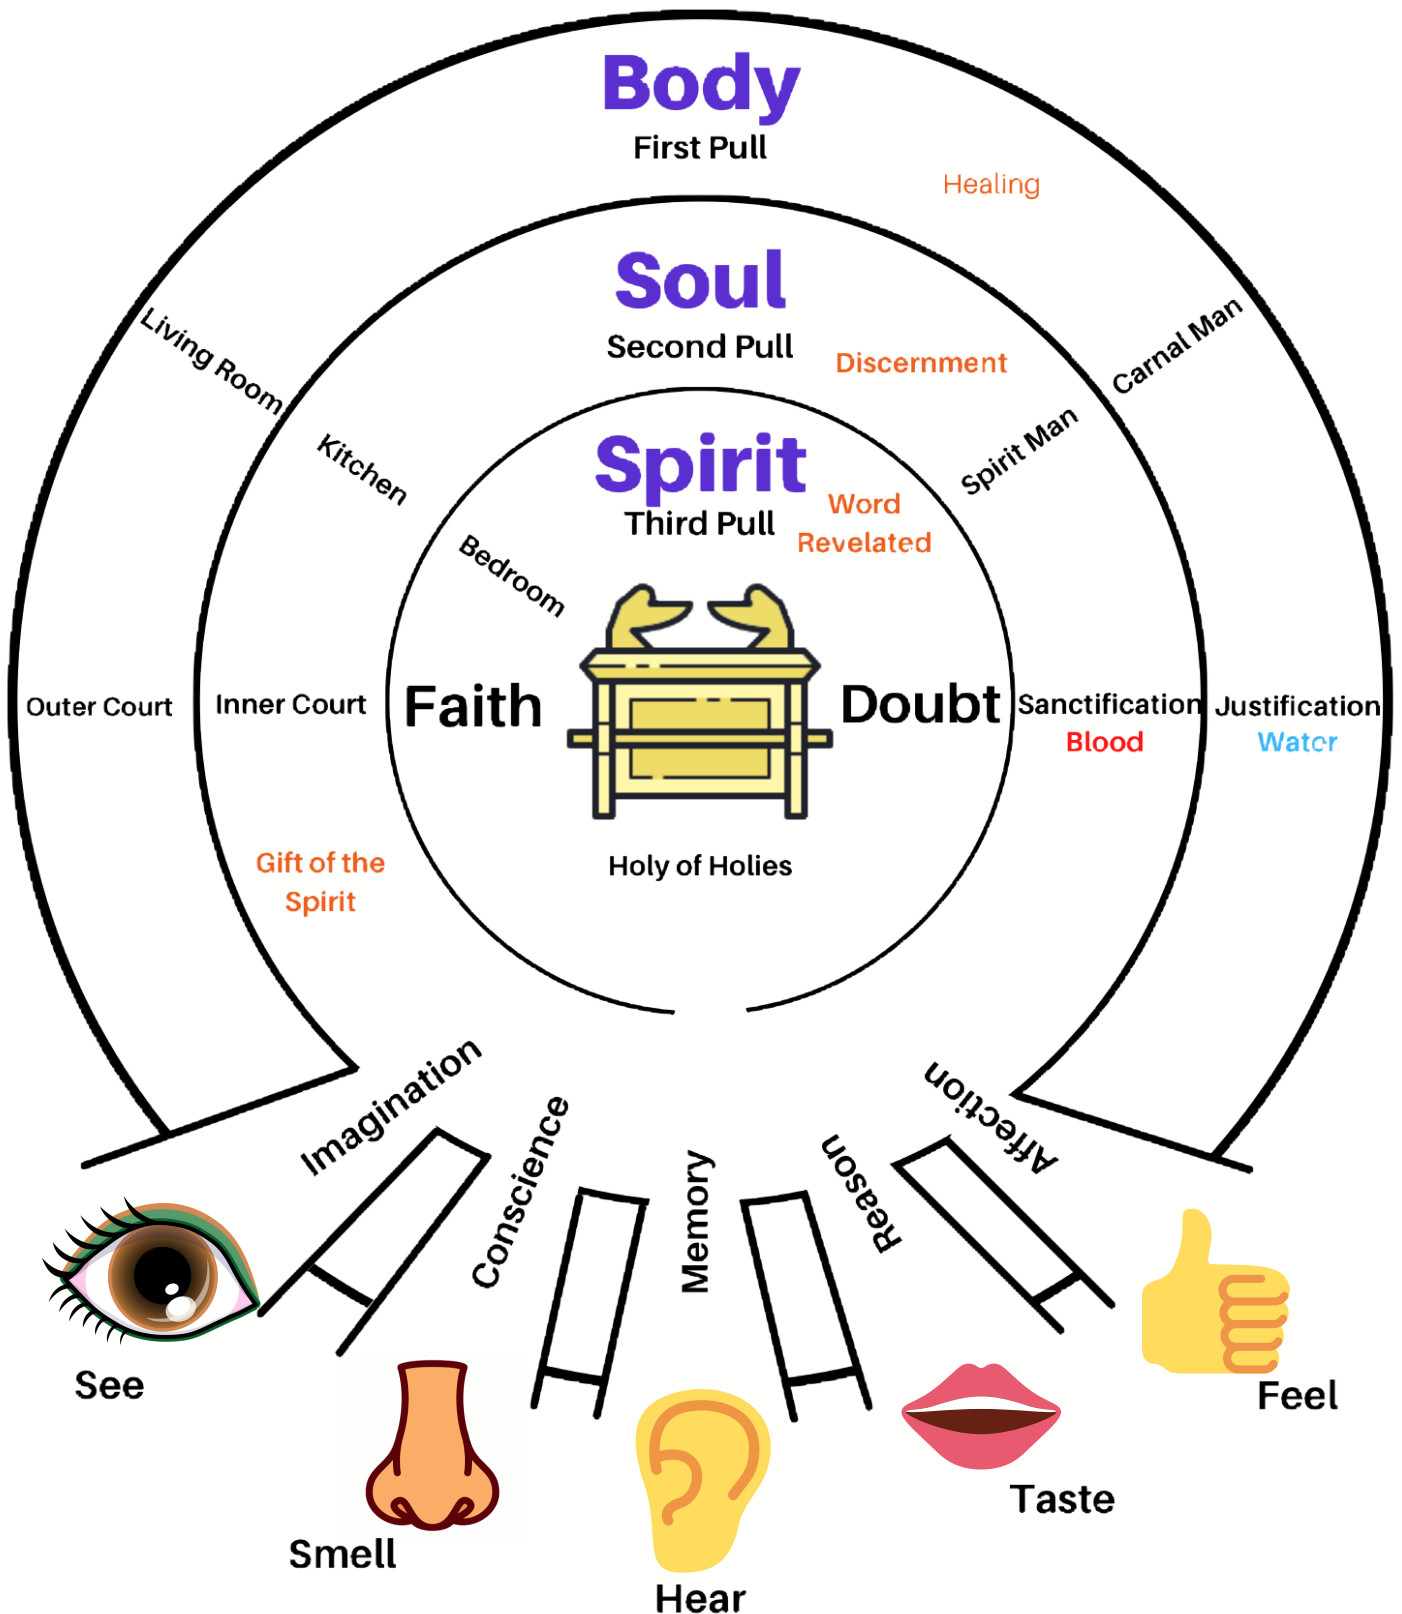 Body
First Pull
Healing
Soul
Second Pull
Discernment
Living Room
Carnal Man
Kitchen
Spirit Man
Spirit
Third Pull
Word
Revelated
Bedroom
Outer Court
Inner Court
Faith
Doubt
Sanctification
Blood
Justification
Water
Gift of the
Spirit
Holy of Holies
Imagination
Conscience
Memory
Reason
Affection
See
Smell
Hear
Taste
Feel